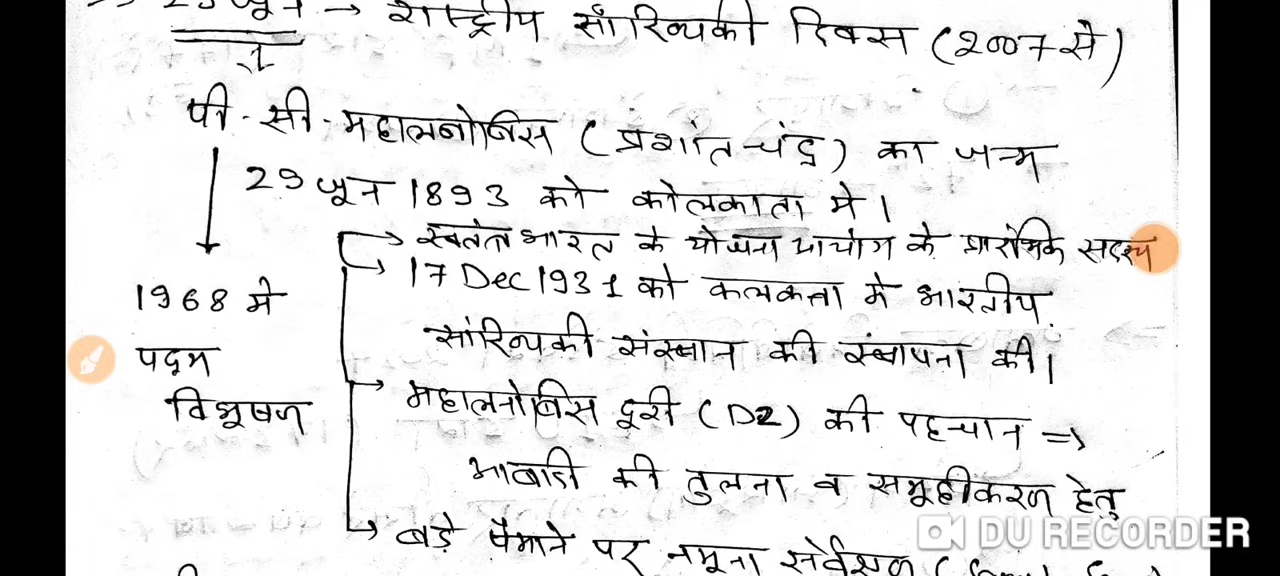 29 जून → राष्ट्रीय साँख्यिकी दिवस (2007 से)
पी-सी-महालनोबिस (प्रशांत-चंद्र) का जन्म
29 जून 1893 को कोलकाता मे।
→ स्वतंत्र भारत के योजना आयोग के प्रारंभिक सदस्य
→ 17 Dec 1931 को कलकत्ता मे भारतीय
सांख्यिकी संस्थान की स्थापना की।
1968 मे
पद्म
विभूषण
→ महालनोबिस दूरी (D2) की पहचान ⇒
आबादी की तुलना व समूहीकरण हेतु
→ बड़े पैमाने पर नमूना सर्वेक्षण (
DU RECORDER